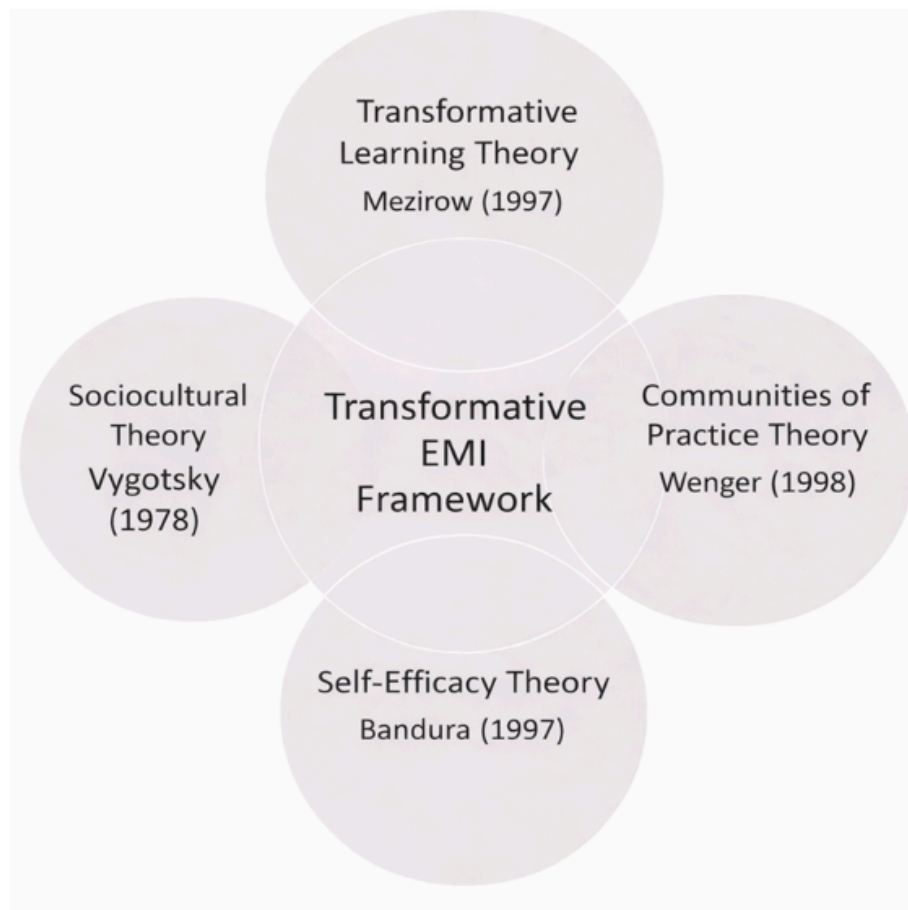 Transformative
Learning Theory
Mezirow (1997)
Sociocultural
Theory
Vygotsky
(1978)
Transformative
EMI
Framework
Communities of
Practice Theory
Wenger (1998)
Self-Efficacy Theory
Bandura (1997)